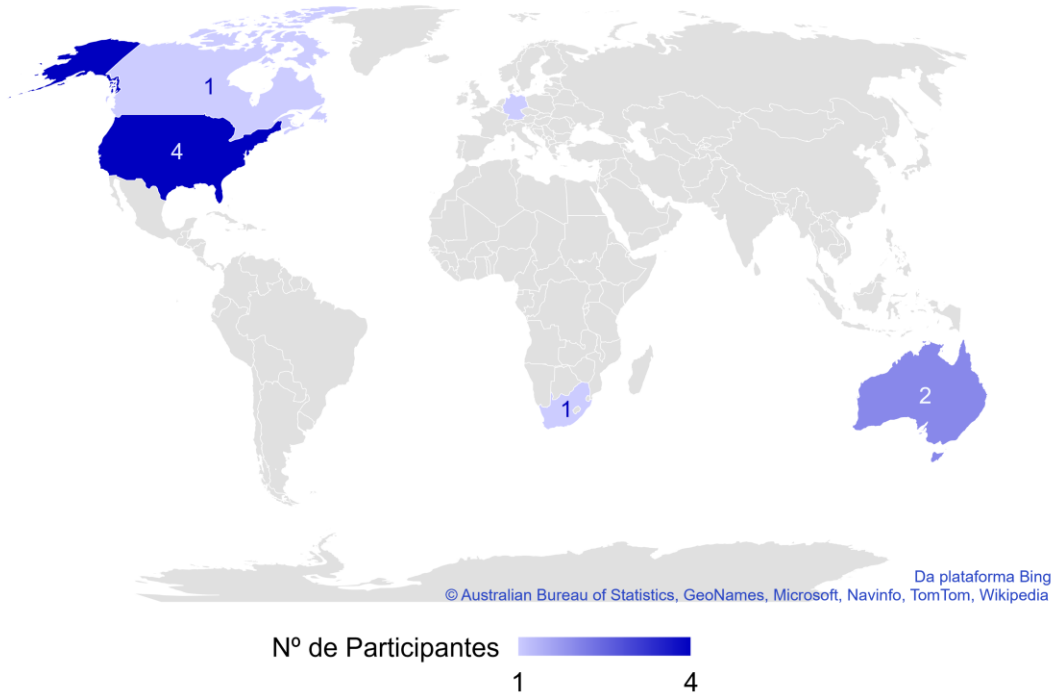 1
4
1
2
Da plataforma Bing
© Australian Bureau of Statistics, GeoNames, Microsoft, Navinfo, TomTom, Wikipedia
Nº de Participantes
1 4